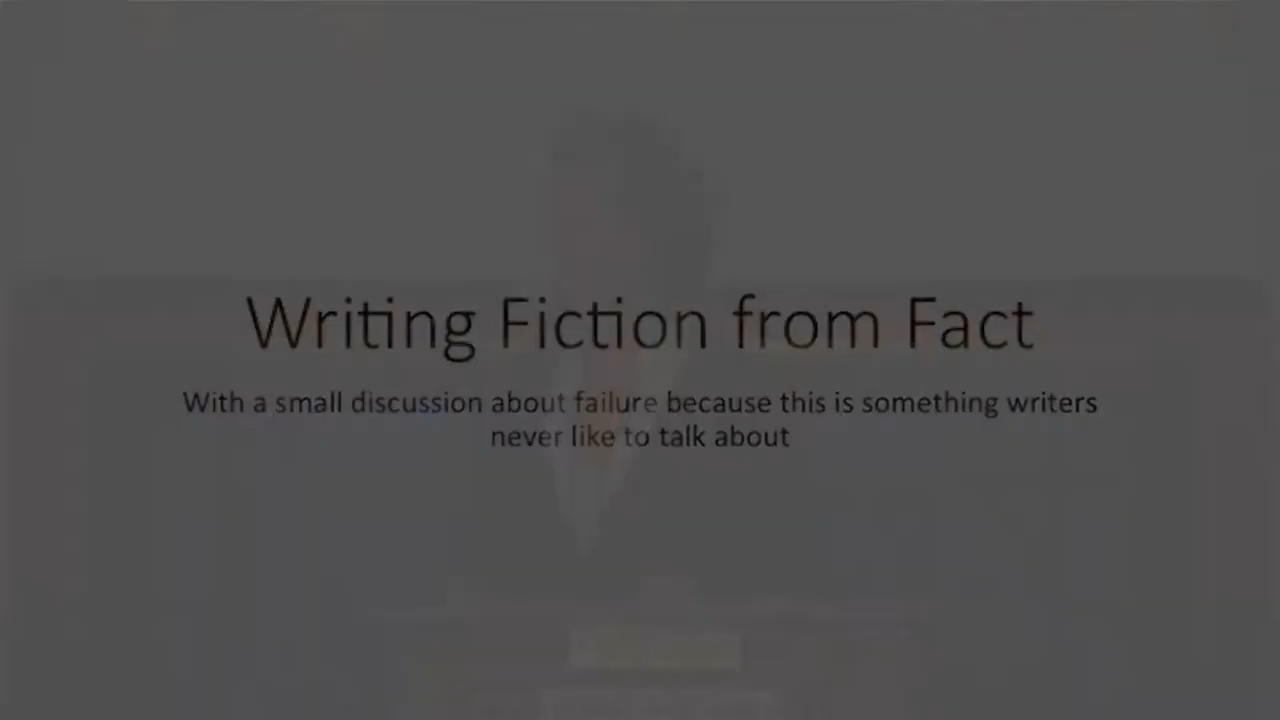 Writing Fiction from Fact
With a small discussion about failure because this is something writers
never like to talk about